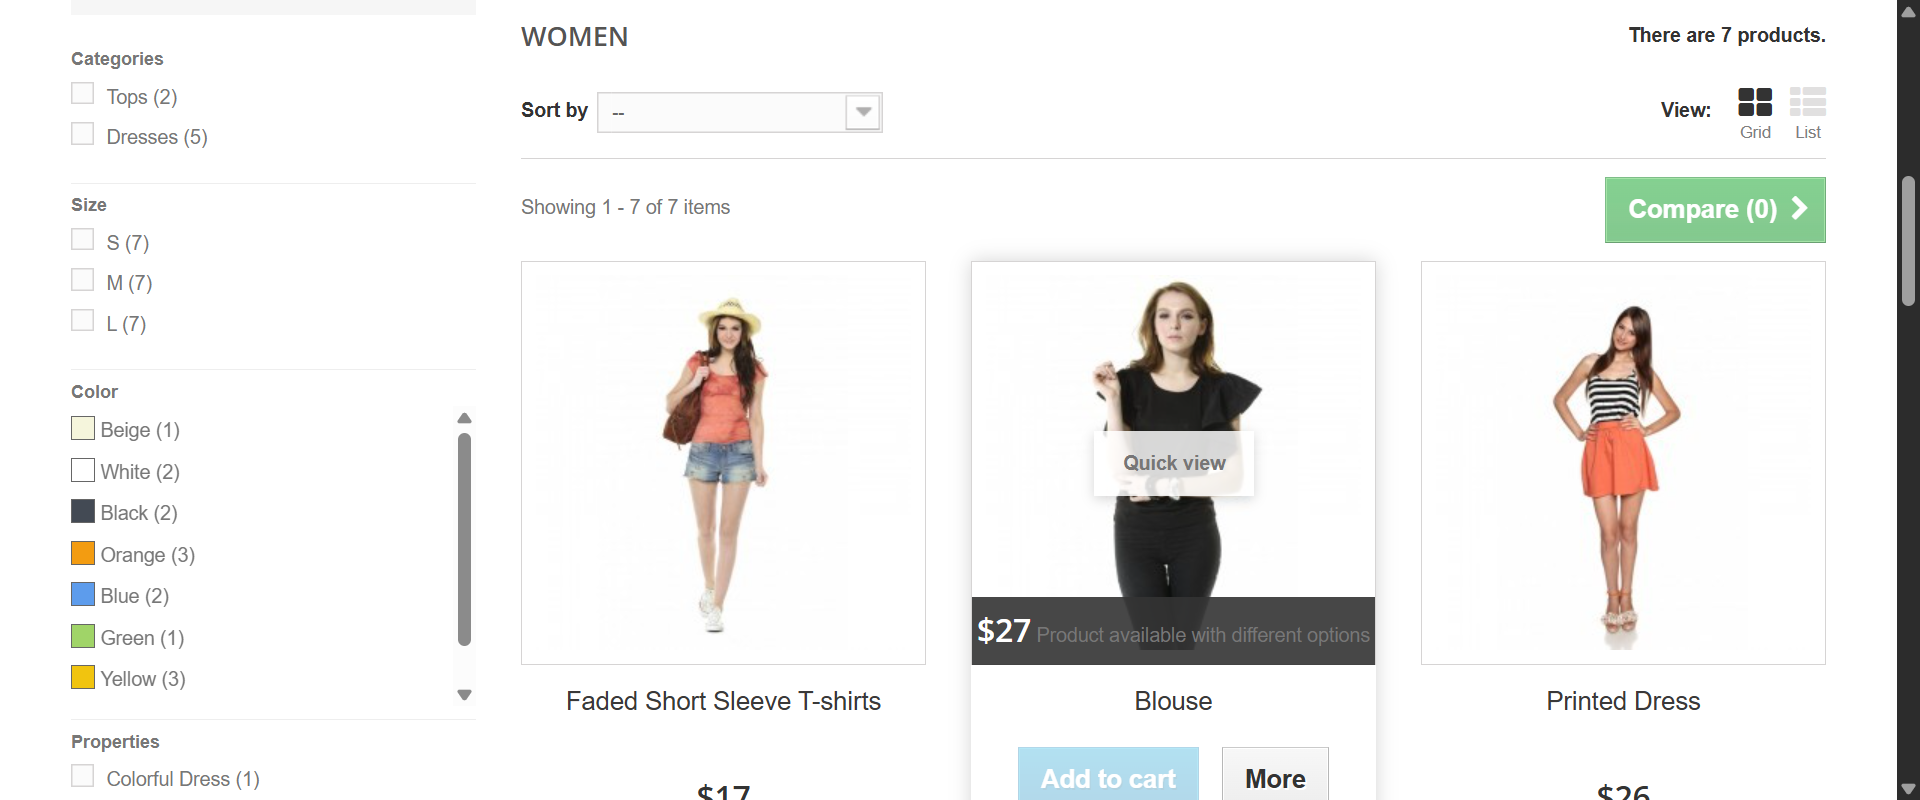 Categories
Tops (2)
Dresses (5)
Size
S (7)
M (7)
L (7)
Color
Beige (1)
White (2)
Black (2)
Orange (3)
Blue (2)
Green (1)
Yellow (3)
Properties
Colorful Dress (1)
WOMEN
There are 7 products.
Sort by
--
View:
Grid
List
Showing 1 - 7 of 7 items
Compare (0)
Faded Short Sleeve T-shirts
$17
Quick view
$27 Product available with different options
Blouse
Add to cart
More
Printed Dress
$26